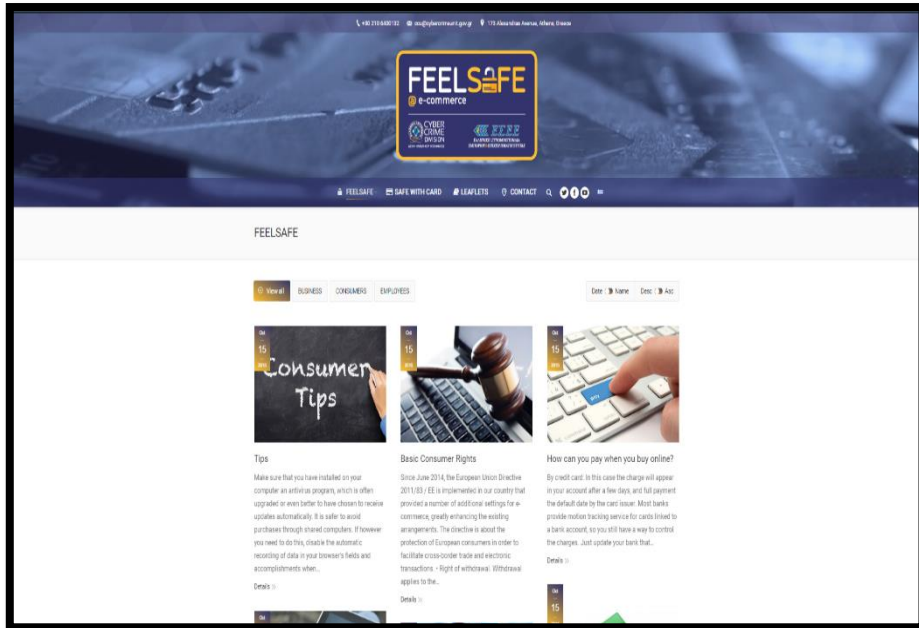 173 Alexandras Avenue, Athens, Greece
FEELSAFE
@ e-commerce
CYBER
CRIME
DIVISION
ΕΣΕΕ
FEELSAFE
SAFE WITH CARD
LEAFLETS
CONTACT
FEELSAFE
View all
BUSINESS
CONSUMERS
EMPLOYEES
Date
Name
Desc
Asc
15
Consumer
Tips
15
15
Tips
Make sure that you have installed on your
computer an antivirus program, which is often
upgraded or even better to have chosen to receive
updates automatically. It is safer to avoid
purchases through shared computers. If however
you need to do this, disable the automatic
recording of data in your browser's fields and
accomplishments when...
Details
Basic Consumer Rights
Since June 2014, the European Union Directive
2011/83 / EE is implemented in our country that
provided a number of additional settings for e-
commerce, greatly enhancing the existing
arrangements. The directive is about the
protection of European consumers in order to
facilitate cross-border trade and electronic
transactions. - Right of withdrawal. Withdrawal
applies to the...
Details
How can you pay when you buy online?
By credit card: In this case the charge will appear
in your account after a few days, and full payment
the default date by the card issuer. Most banks
provide motion tracking service for cards linked to
a bank account, so you still have a way to control
the charges. Just update your bank that...
Details
15